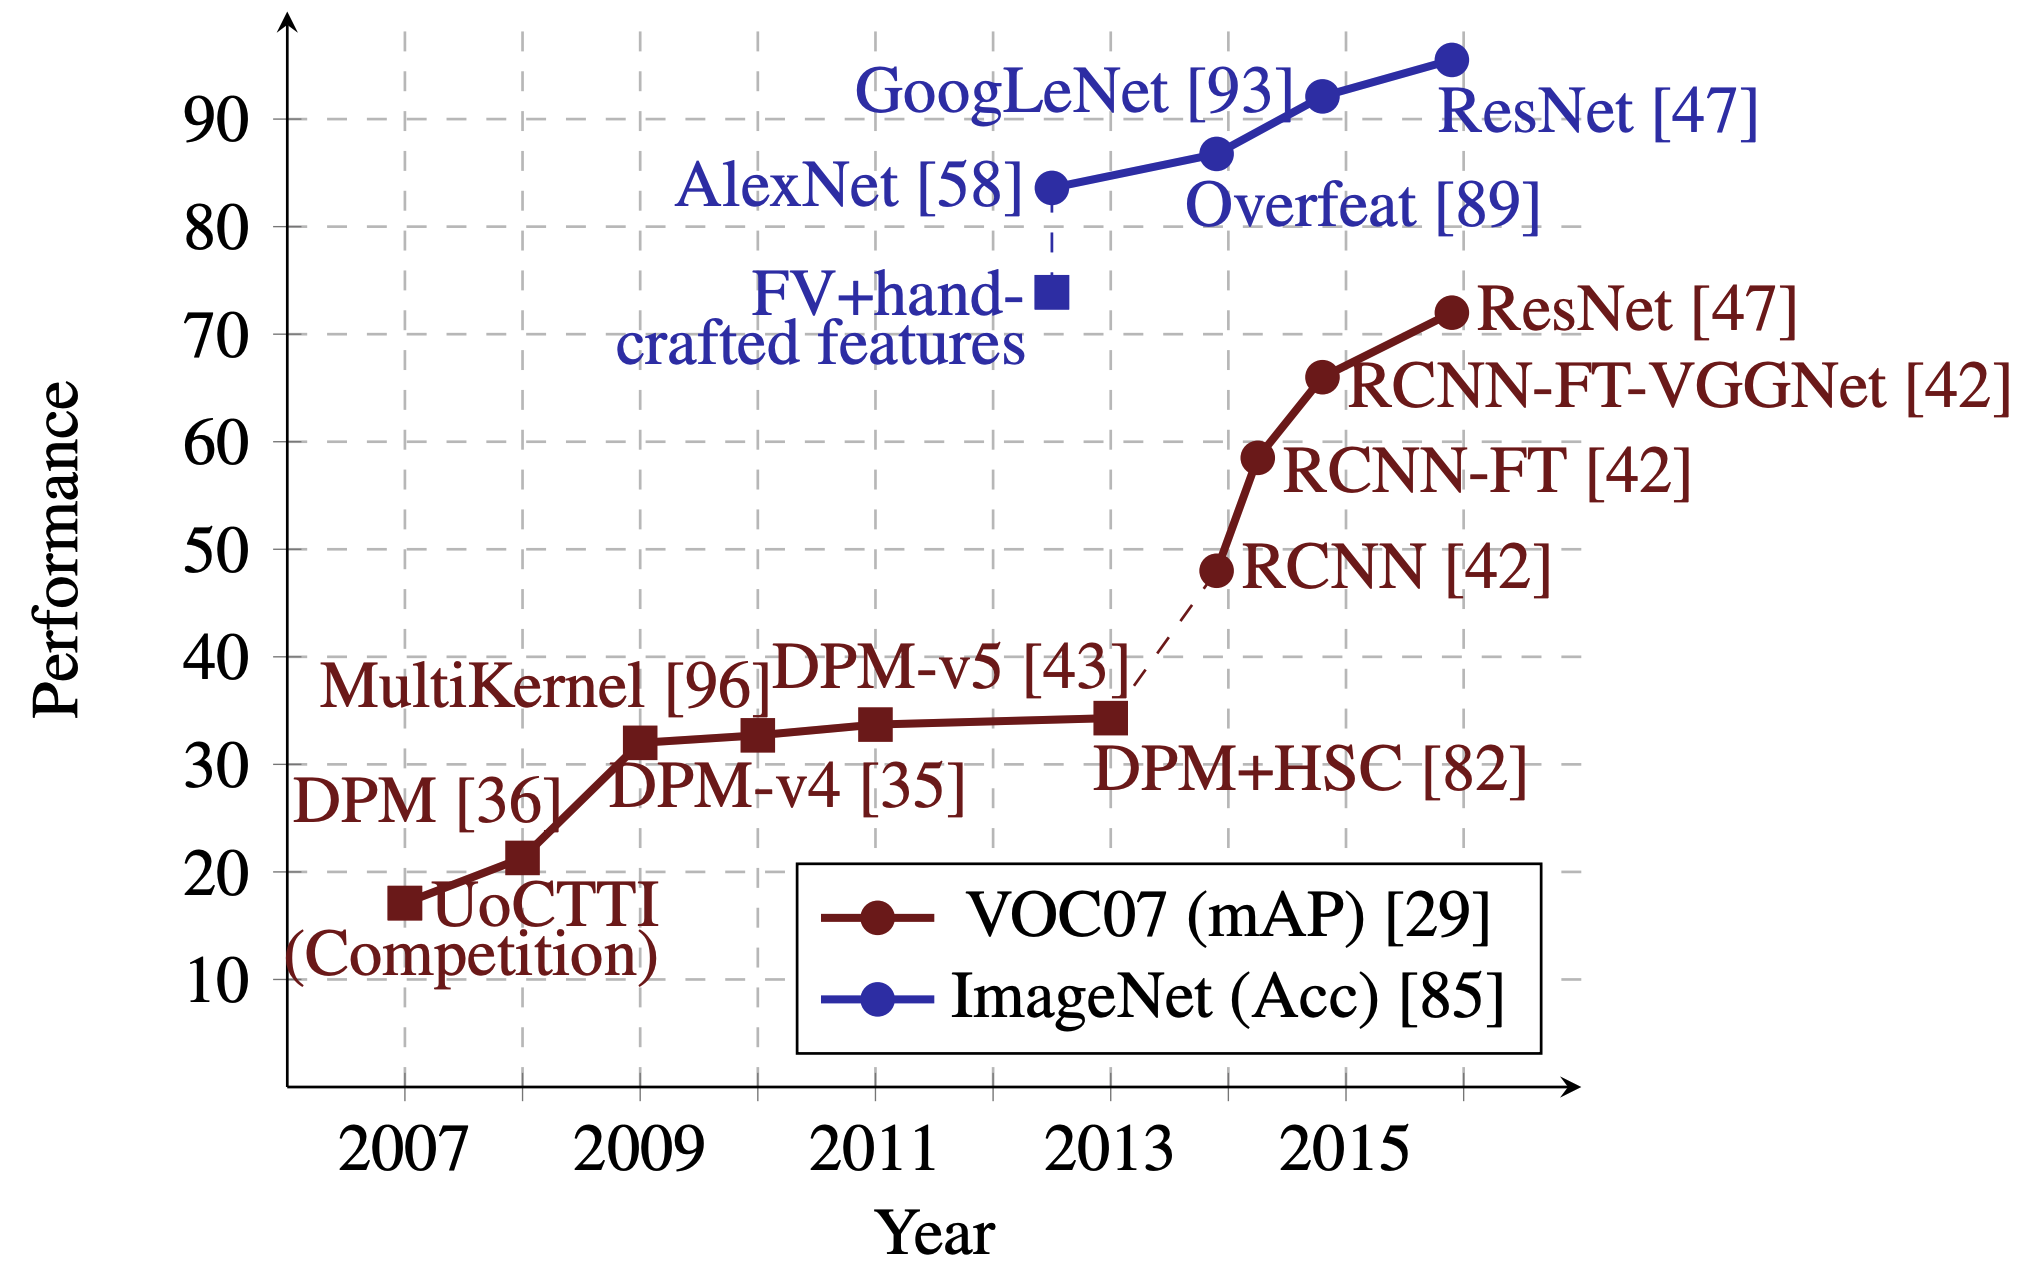 GoogLeNet [93]
ResNet [47]
90
AlexNet [58]
Overfeat [89]
80
FV+hand-
crafted features
ResNet [47]
70
RCNN-FT-VGGNet [42]
60
RCNN-FT [42]
50
RCNN [42]
40
MultiKernel [96]
DPM-v5 [43]
30
DPM [36]
DPM-v4 [35]
DPM+HSC [82]
20
UoCTTI
(Competition)
10
VOC07 (mAP) [29]
ImageNet (Acc) [85]
Performance
2007
2009
2011
2013
2015
Year